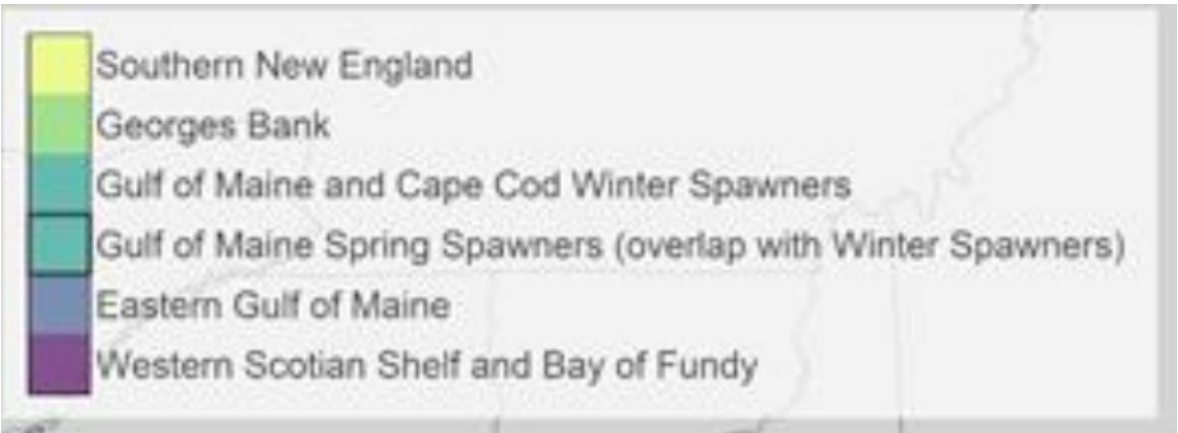 Southern New England
Georges Bank
Gulf of Maine and Cape Cod Winter Spawners
Gulf of Maine Spring Spawners (overlap with Winter Spawners)
Eastern Gulf of Maine
Western Scotian Shelf and Bay of Fundy